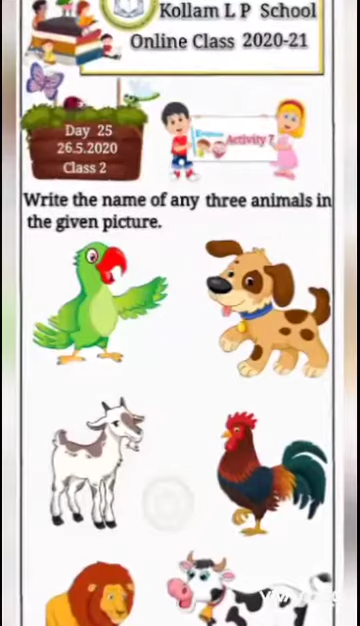 Kollam L P School
Online Class 2020-21
Day 25
26.5.2020
Class 2
Activity 7
Write the name of any three animals in
the given picture.